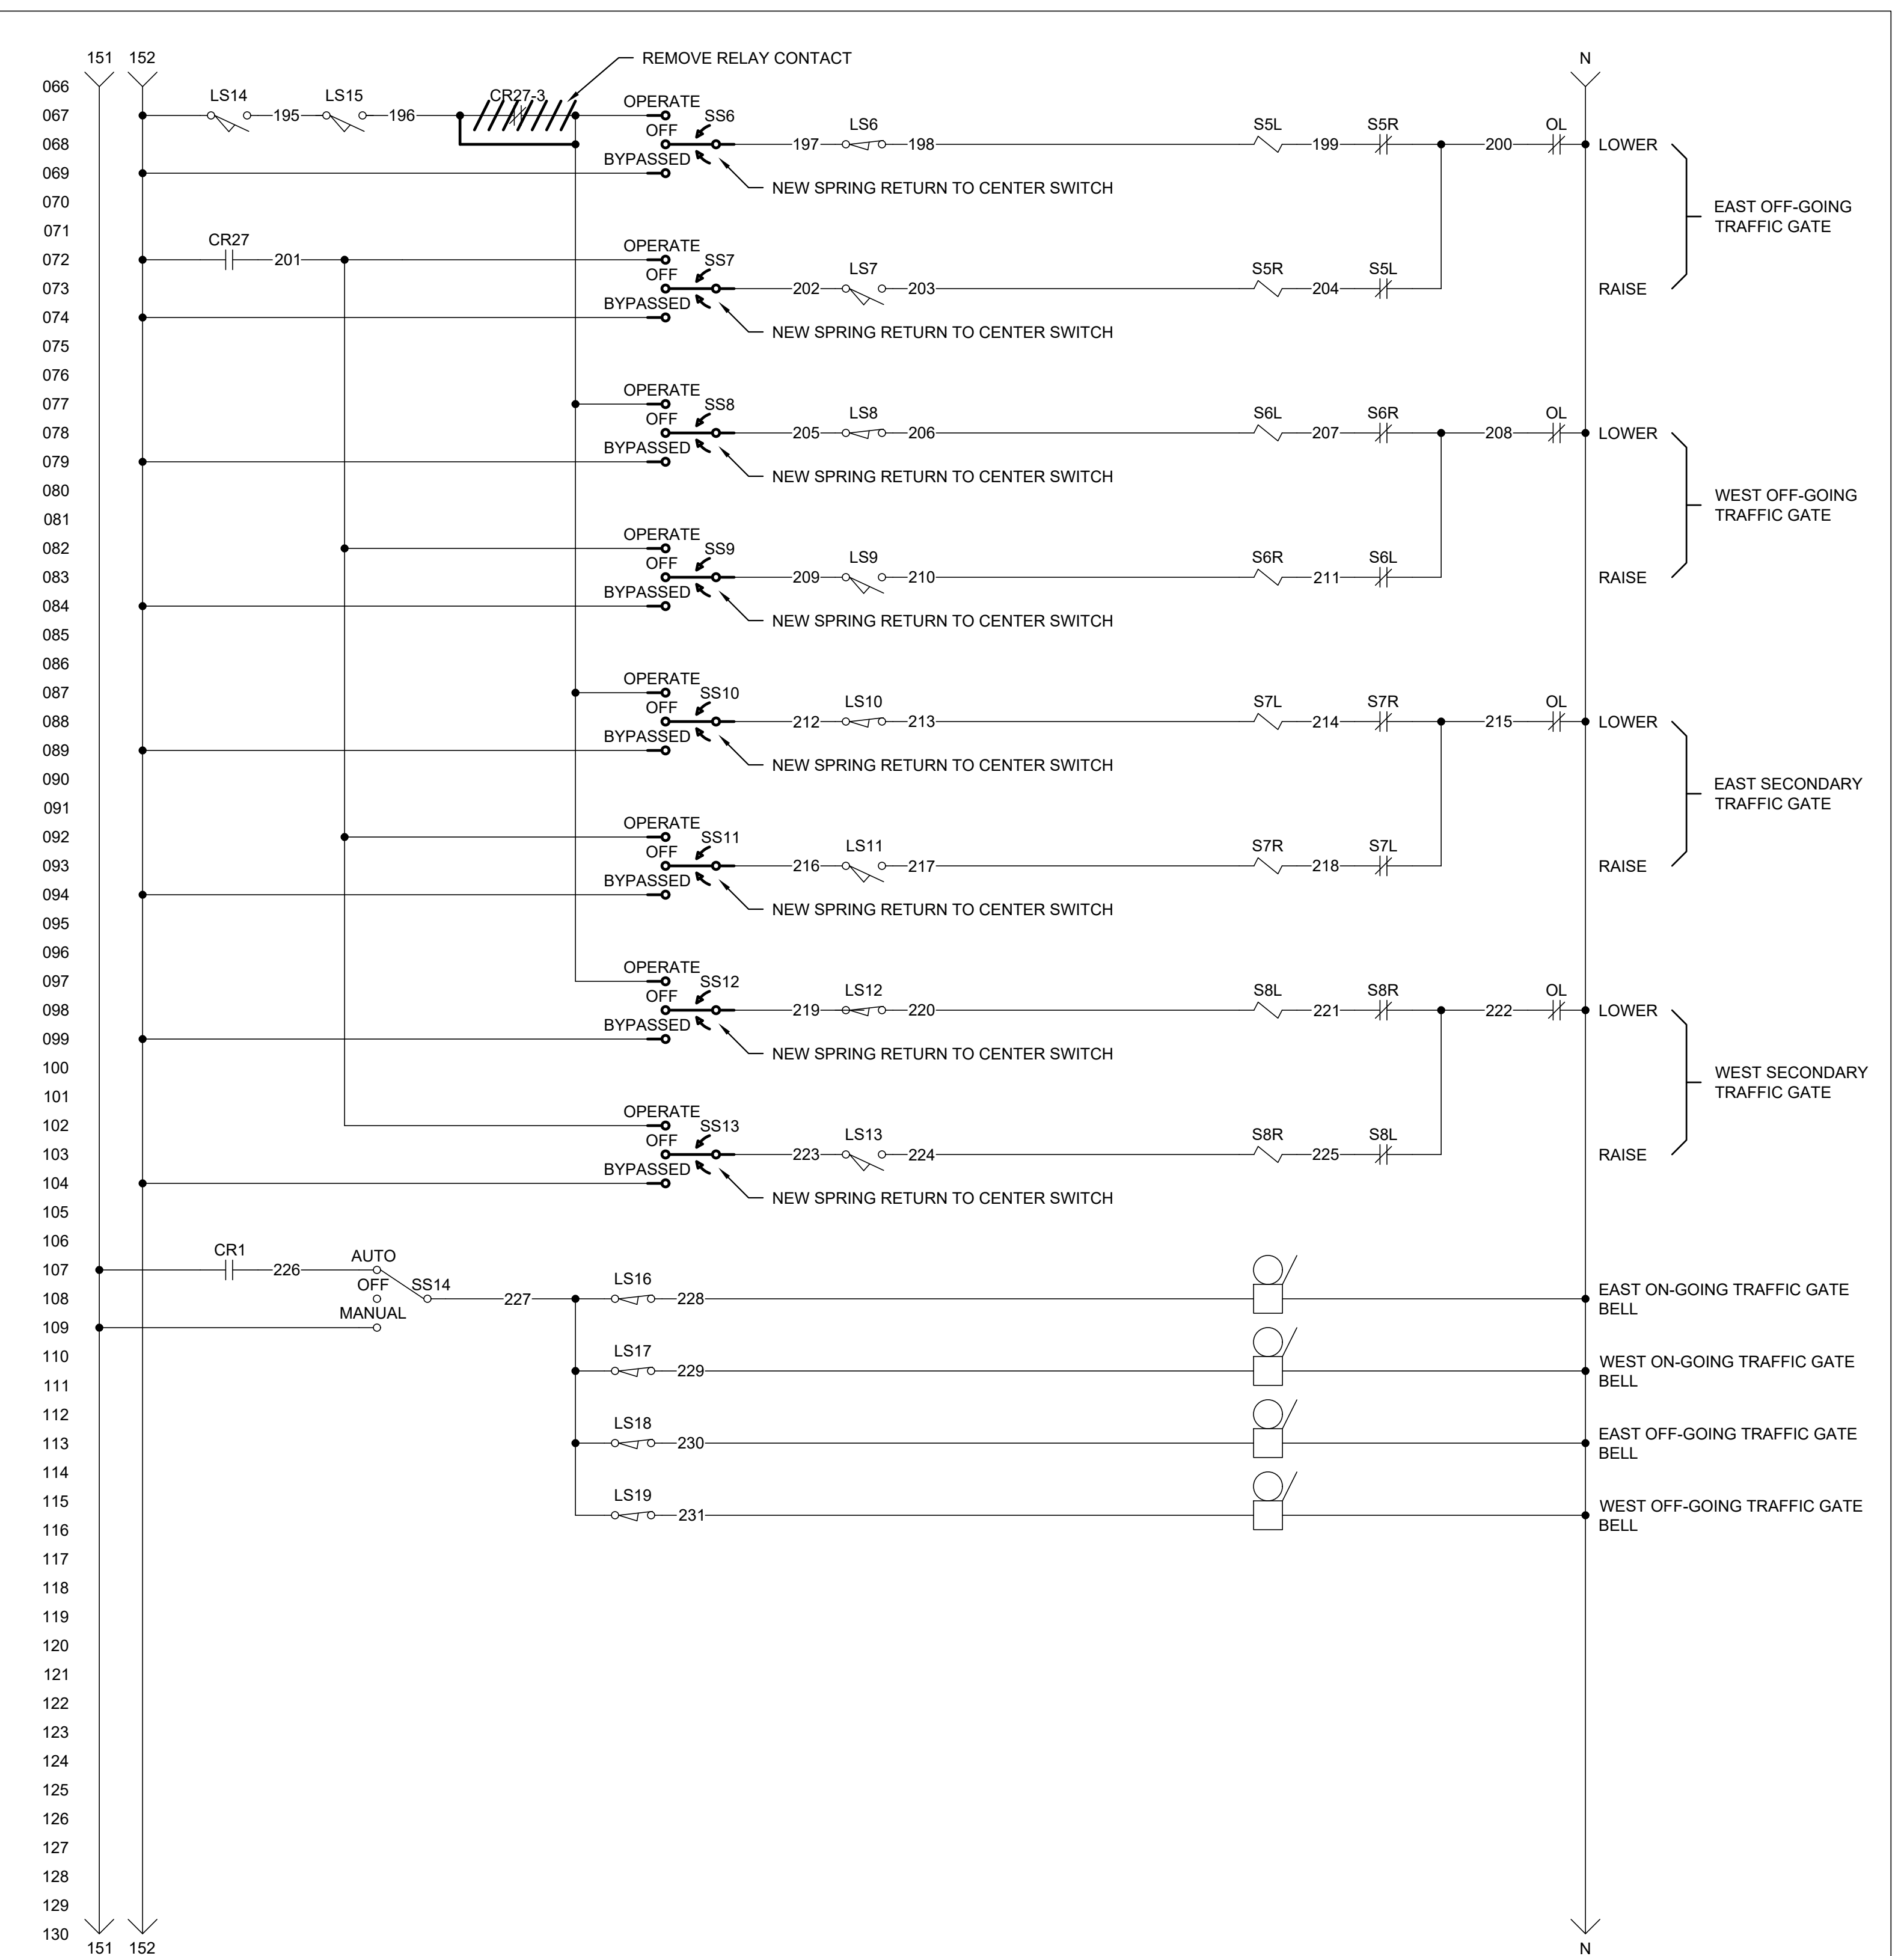 151 152 N
REMOVE RELAY CONTACT
066
LS14 LS15 CR27-3 OPERATE
067 195 196 SS6
OFF LS6 S5L S5R OL
068 197 198 199 200 LOWER
BYPASSED
069 NEW SPRING RETURN TO CENTER SWITCH
070
EAST OFF-GOING
TRAFFIC GATE
071
CR27 OPERATE
072 201 SS7
OFF LS7 S5R S5L
073 202 203 204 RAISE
BYPASSED
074 NEW SPRING RETURN TO CENTER SWITCH
075
076
OPERATE
077 SS8
OFF LS8 S6L S6R OL
078 205 206 207 208 LOWER
BYPASSED
079 NEW SPRING RETURN TO CENTER SWITCH
080
WEST OFF-GOING
TRAFFIC GATE
081
OPERATE
082 SS9
OFF LS9 S6R S6L
083 209 210 211 RAISE
BYPASSED
084 NEW SPRING RETURN TO CENTER SWITCH
085
086
OPERATE
087 SS10
OFF LS10 S7L S7R OL
088 212 213 214 215 LOWER
BYPASSED
089 NEW SPRING RETURN TO CENTER SWITCH
090
EAST SECONDARY
TRAFFIC GATE
091
OPERATE
092 SS11
OFF LS11 S7R S7L
093 216 217 218 RAISE
BYPASSED
094 NEW SPRING RETURN TO CENTER SWITCH
095
096
OPERATE
097 SS12
OFF LS12 S8L S8R OL
098 219 220 221 222 LOWER
BYPASSED
099 NEW SPRING RETURN TO CENTER SWITCH
100
WEST SECONDARY
TRAFFIC GATE
101
OPERATE
102 SS13
OFF LS13 S8R S8L
103 223 224 225 RAISE
BYPASSED
104 NEW SPRING RETURN TO CENTER SWITCH
105
106
CR1 AUTO
107 226
OFF SS14 LS16
108 227 228 EAST ON-GOING TRAFFIC GATE
BELL
MANUAL
109
110 LS17
229 WEST ON-GOING TRAFFIC GATE
BELL
111
112
LS18
113 230 EAST OFF-GOING TRAFFIC GATE
BELL
114
115 LS19
231 WEST OFF-GOING TRAFFIC GATE
BELL
116
117
118
119
120
121
122
123
124
125
126
127
128
129
130
151 152 N